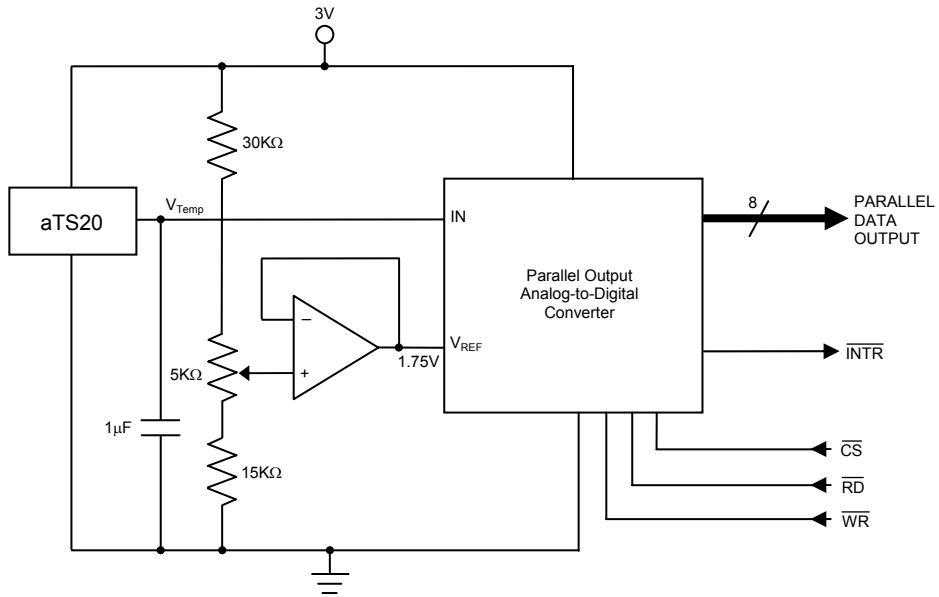 3V
30KΩ
aTS20
V_Temp
IN
8
PARALLEL
DATA
OUTPUT
Parallel Output
Analog-to-Digital
Converter
−
+
5KΩ
1.75V
V_REF
INTR
1μF
15KΩ
CS
RD
WR